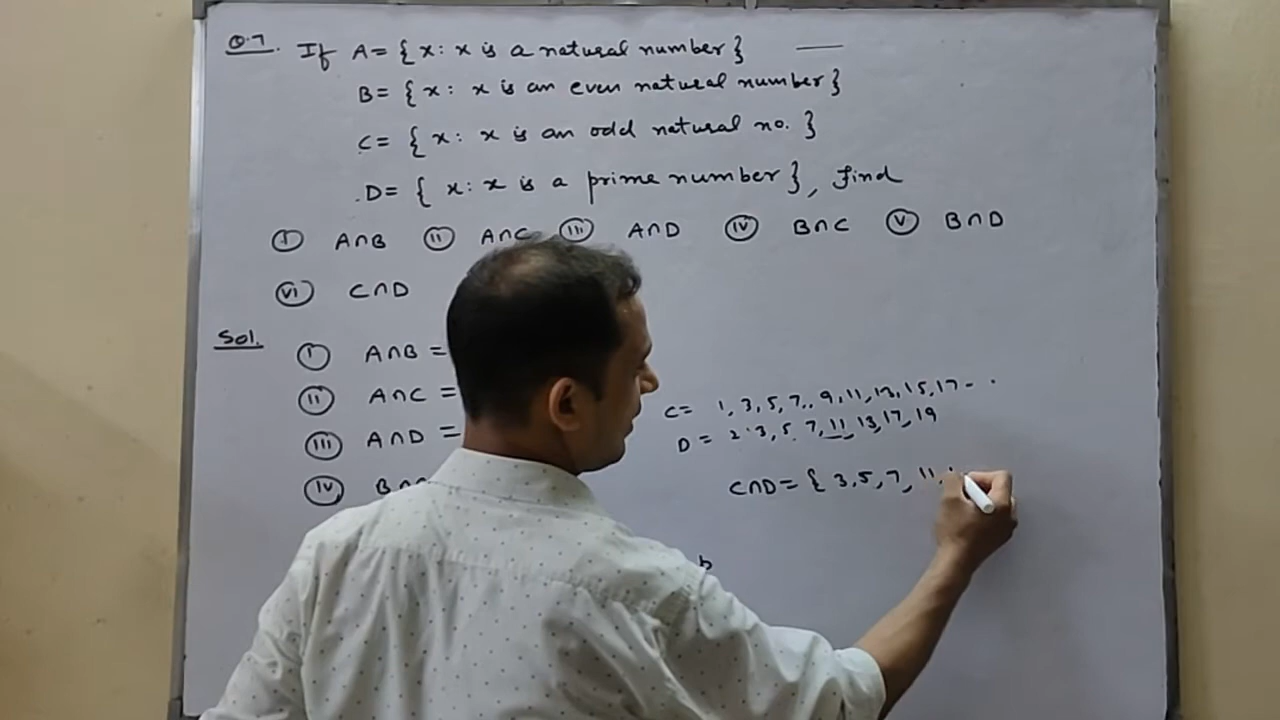 Q.7. If A = { x : x is a natural number }
B = { x : x is an even natural number }
C = { x : x is an odd natural no. }
D = { x : x is a prime number }, find
(i) A∩B (ii) A∩C (iii) A∩D (iv) B∩C (v) B∩D
(vi) C∩D
Sol.
(i) A∩B =
(ii) A∩C =
(iii) A∩D =
(iv) B∩
C = 1, 3, 5, 7, 9, 11, 13, 15, 17 - .
D = 2, 3, 5, 7, 11, 13, 17, 19
C∩D = { 3, 5, 7, 11,